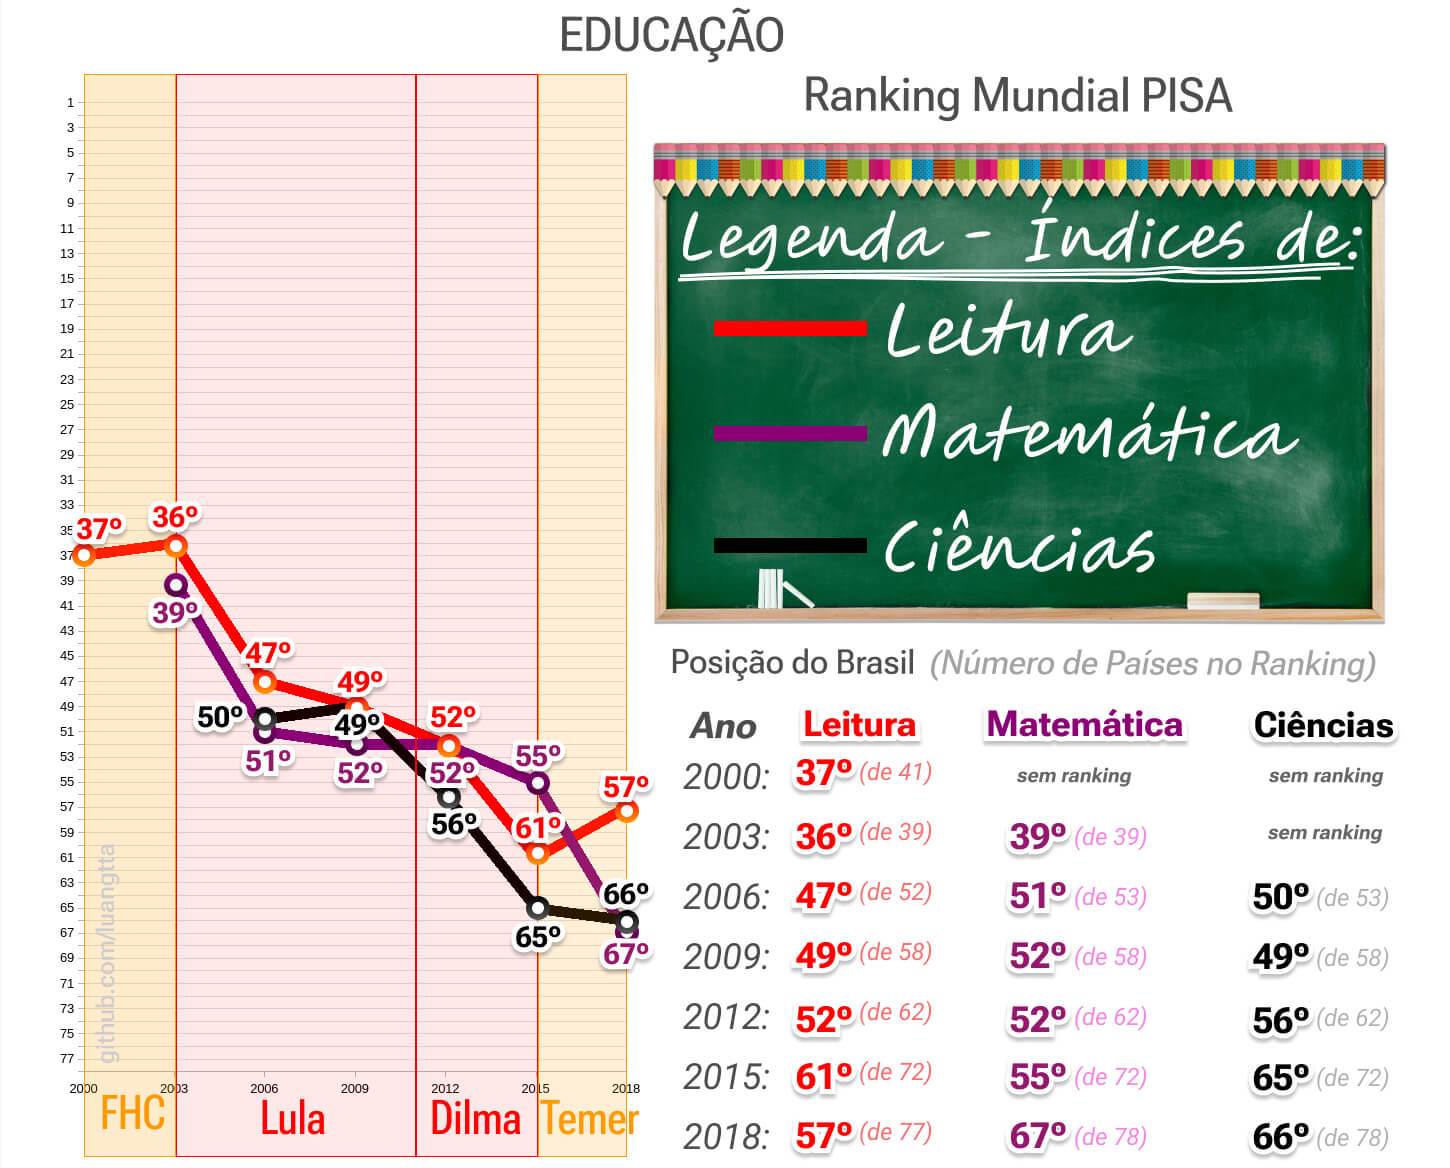 EDUCAÇÃO
Ranking Mundial PISA
Legenda - Índices de:
Leitura
Matemática
Ciências
1
3
5
7
9
11
13
15
17
19
21
23
25
27
29
31
33
35
37
39
41
43
45
47
49
51
53
55
57
59
61
63
65
67
69
71
73
75
77
37º
36º
39º
47º
50º
51º
49º
49º
52º
52º
52º
56º
55º
61º
65º
57º
66º
67º
github.com/luangtta
2000 2003 2006 2009 2012 2015 2018
FHC Lula Dilma Temer
Posição do Brasil (Número de Países no Ranking)
Ano Leitura Matemática Ciências
2000: 37º (de 41) sem ranking sem ranking
2003: 36º (de 39) 39º (de 39) sem ranking
2006: 47º (de 52) 51º (de 53) 50º (de 53)
2009: 49º (de 58) 52º (de 58) 49º (de 58)
2012: 52º (de 62) 52º (de 62) 56º (de 62)
2015: 61º (de 72) 55º (de 72) 65º (de 72)
2018: 57º (de 77) 67º (de 78) 66º (de 78)